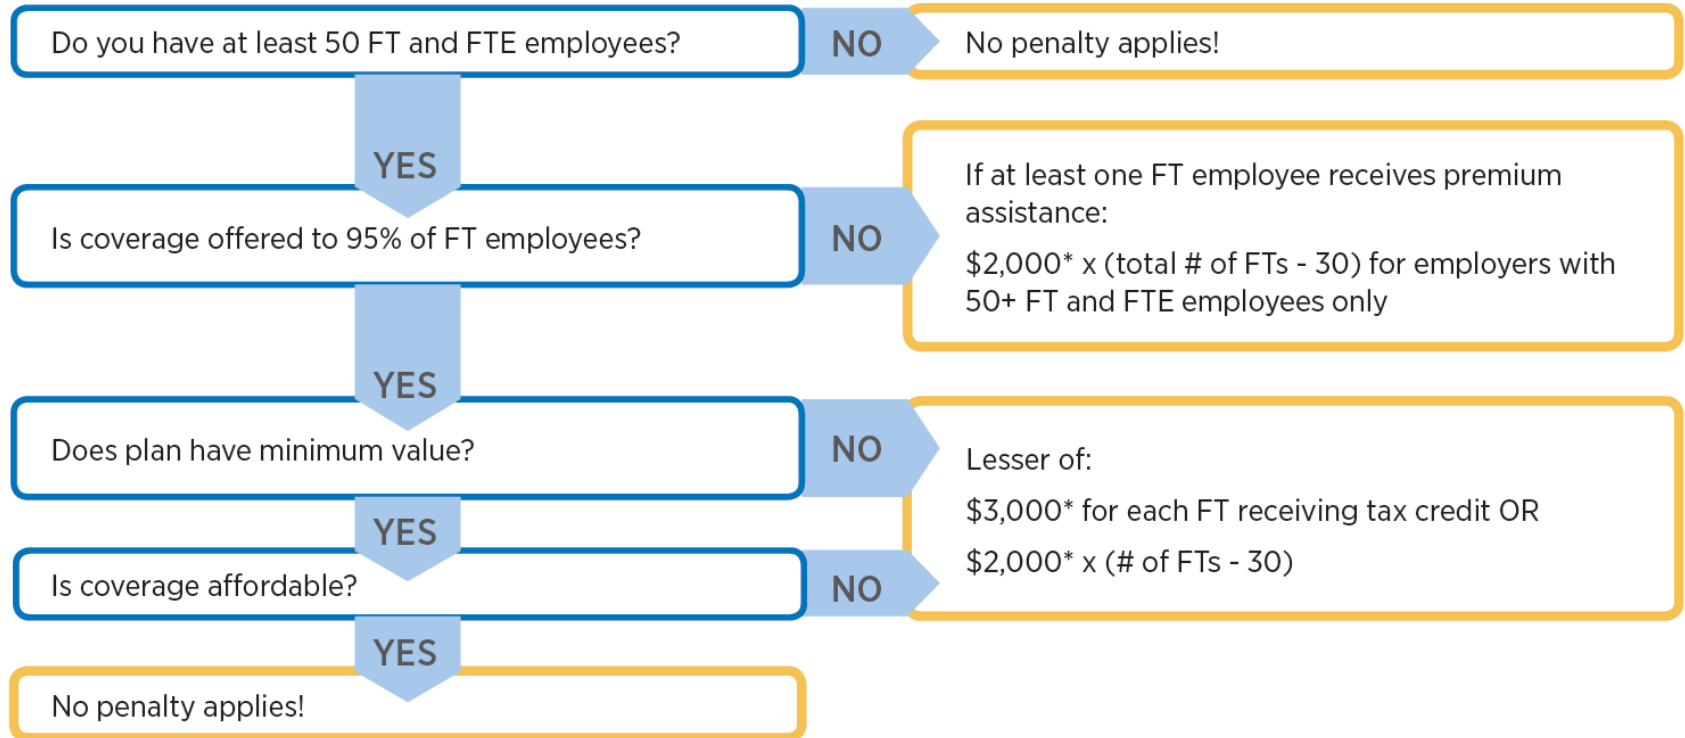 Do you have at least 50 FT and FTE employees?
NO
No penalty applies!
YES
Is coverage offered to 95% of FT employees?
NO
If at least one FT employee receives premium
assistance:
$2,000* x (total # of FTs - 30) for employers with
50+ FT and FTE employees only
YES
Does plan have minimum value?
NO
Lesser of:
$3,000* for each FT receiving tax credit OR
$2,000* x (# of FTs - 30)
YES
Is coverage affordable?
NO
YES
No penalty applies!